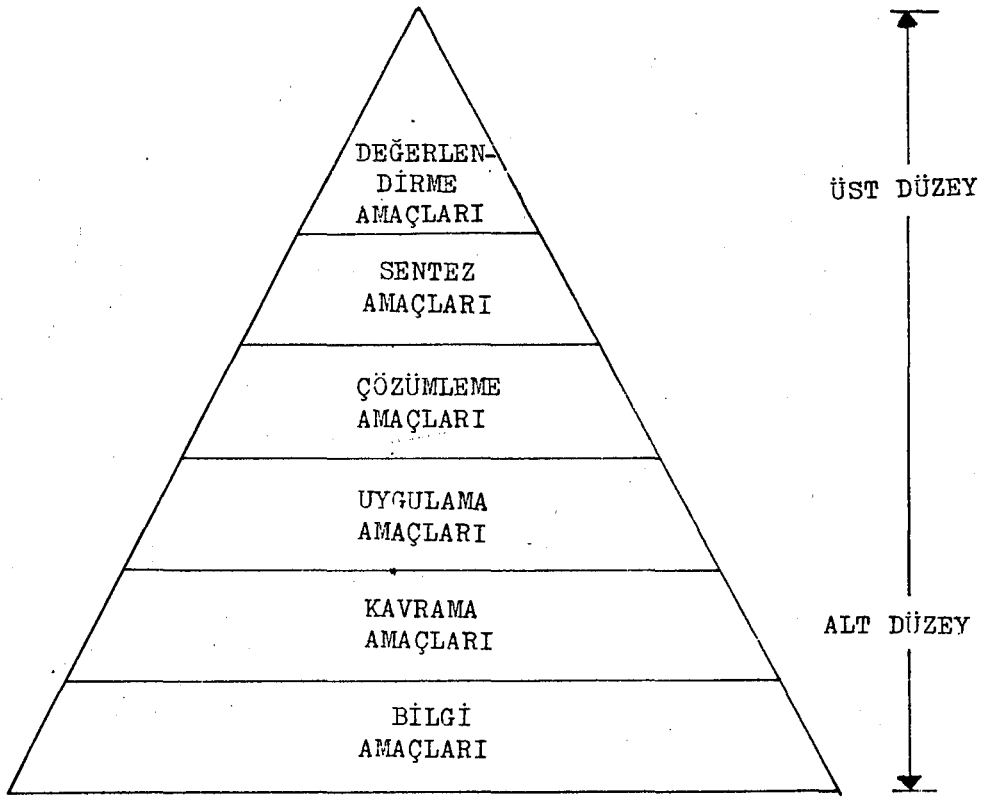 DEĞERLEN-
DİRME
AMAÇLARI
ÜST DÜZEY
SENTEZ
AMAÇLARI
ÇÖZÜMLEME
AMAÇLARI
UYGULAMA
AMAÇLARI
KAVRAMA
AMAÇLARI
ALT DÜZEY
BİLGİ
AMAÇLARI